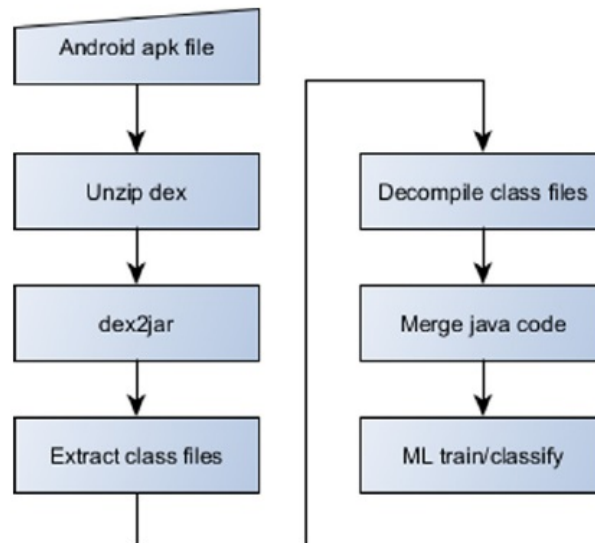 Android apk file
Unzip dex
dex2jar
Extract class files
Decompile class files
Merge java code
ML train/classify